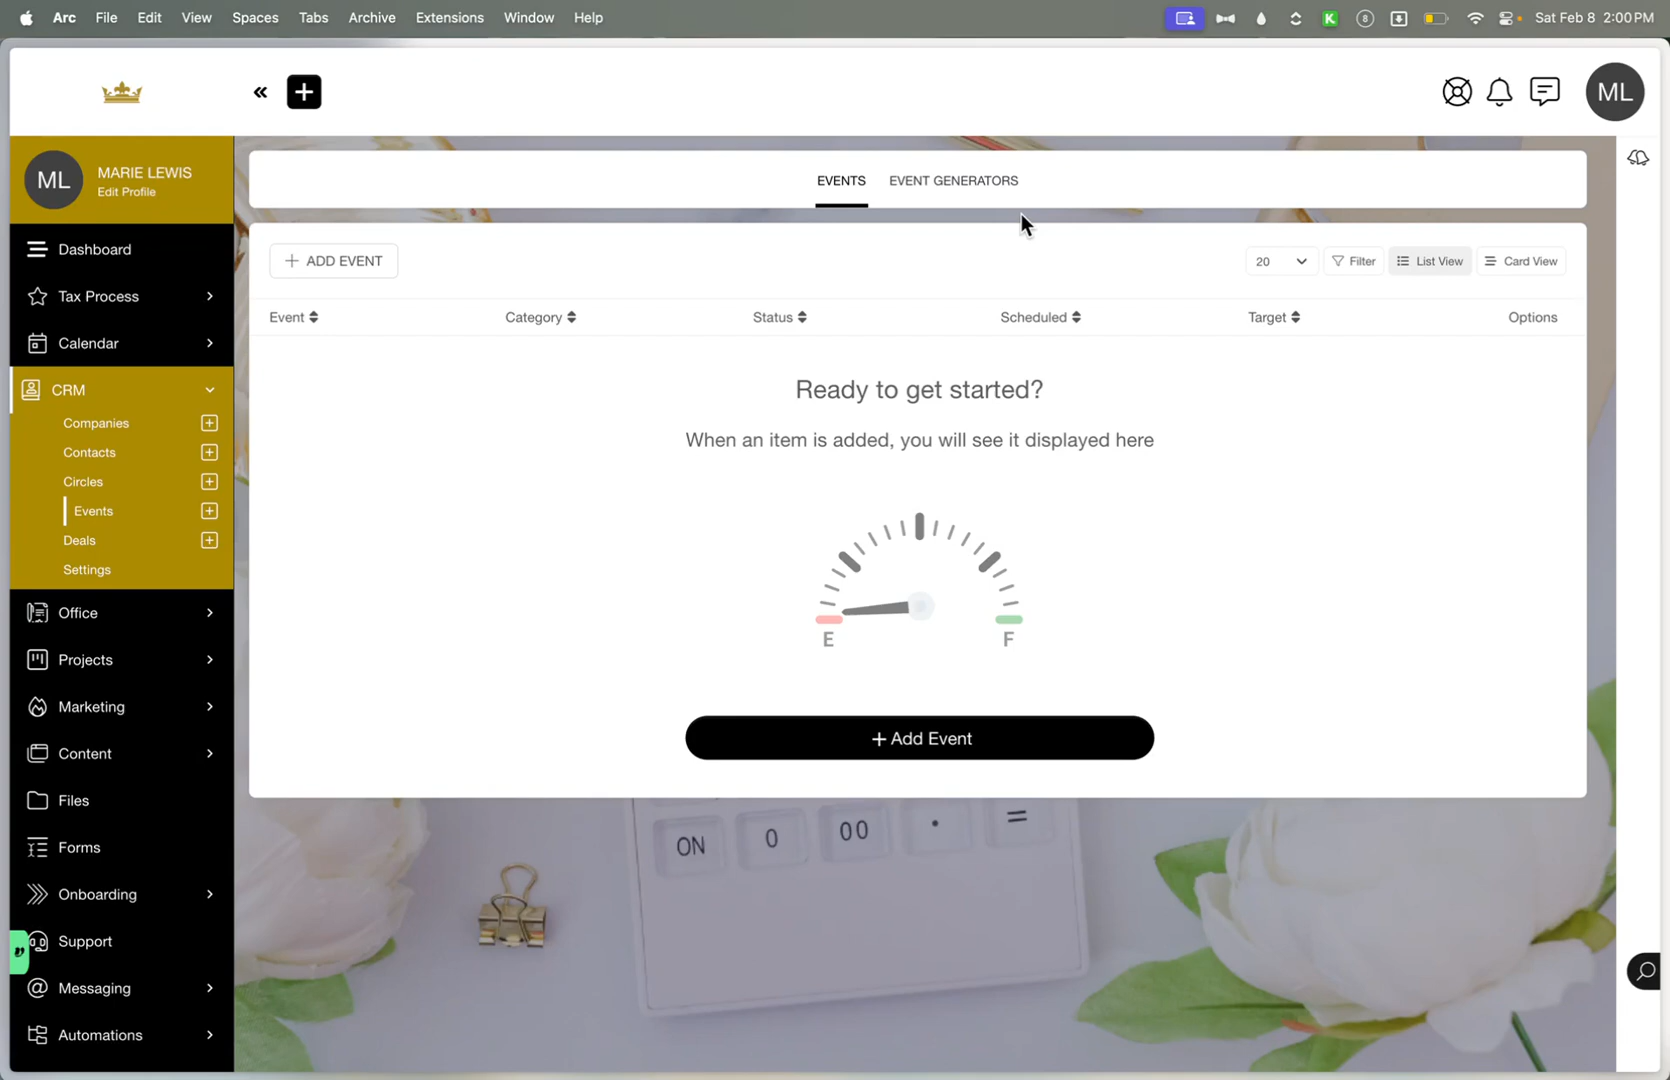 Arc File Edit View Spaces Tabs Archive Extensions Window Help K 8 Sat Feb 8 2:00 PM
« + ML
ML MARIE LEWIS
Edit Profile
Dashboard
Tax Process
Calendar
CRM
Companies
Contacts
Circles
Events
Deals
Settings
Office
Projects
Marketing
Content
Files
Forms
Onboarding
Support
Messaging
Automations
EVENTS EVENT GENERATORS
+ ADD EVENT 20 Filter List View Card View
Event Category Status Scheduled Target Options
Ready to get started?
When an item is added, you will see it displayed here
E F
+ Add Event
ON 0 00 · =